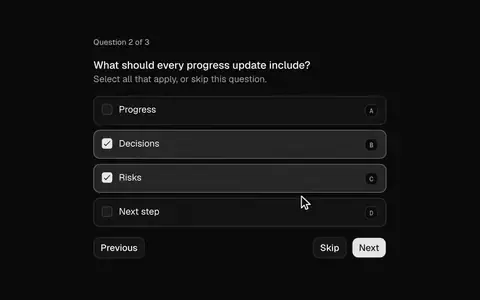 Question 2 of 3
What should every progress update include?
Select all that apply, or skip this question.
Progress A
Decisions B
Risks C
Next step D
Previous Skip Next